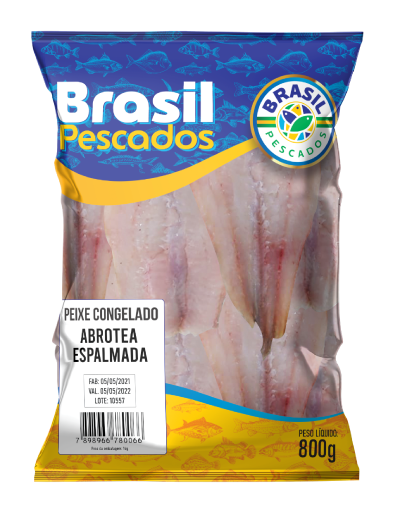 Brasil
Pescados
BRASIL
PESCADOS
PEIXE CONGELADO
ABROTEA
ESPALMADA
FAB: 05/05/2021
VAL. 05/05/2022
LOTE: 10557
7 898966 780066
PESO LÍQUIDO:
800g